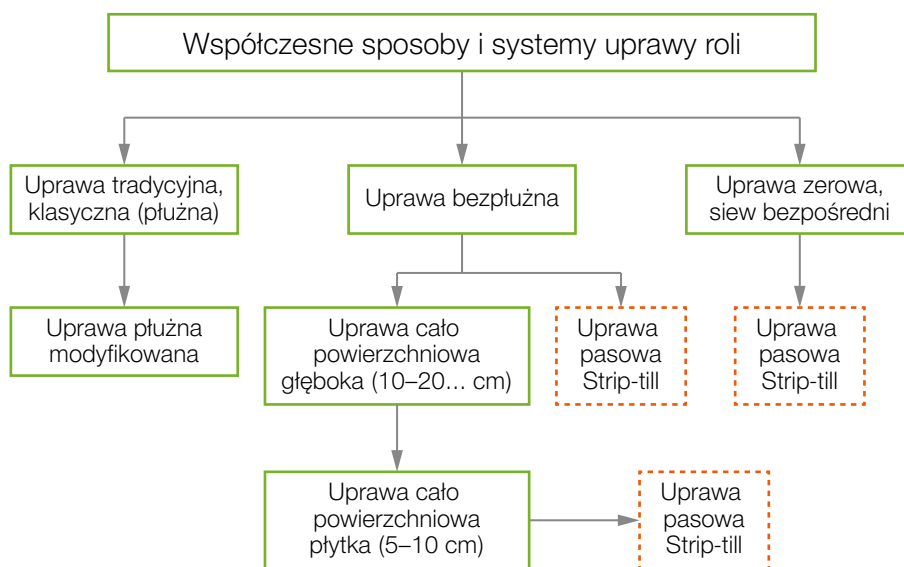 Współczesne sposoby i systemy uprawy roli
Uprawa tradycyjna,
klasyczna (płużna)
Uprawa bezpłużna
Uprawa zerowa,
siew bezpośredni
Uprawa płużna
modyfikowana
Uprawa cało
powierzchniowa
głęboka (10–20... cm)
Uprawa
pasowa
Strip-till
Uprawa
pasowa
Strip-till
Uprawa cało
powierzchniowa
płytka (5–10 cm)
Uprawa
pasowa
Strip-till